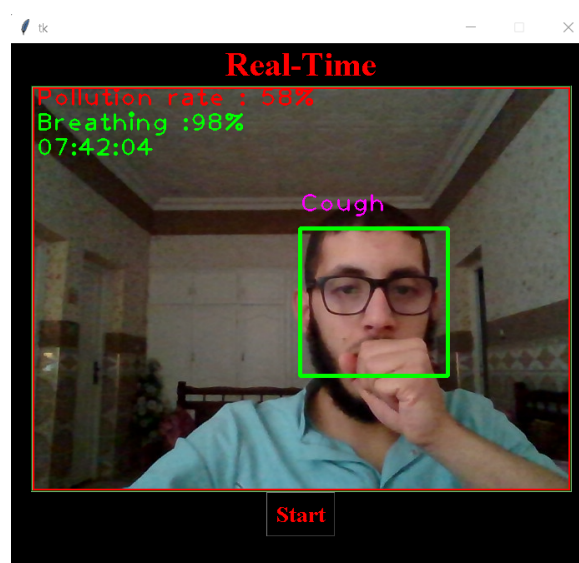 tk
Real-Time
Pollution rate : 58%
Breathing :98%
07:42:04
Cough
Start